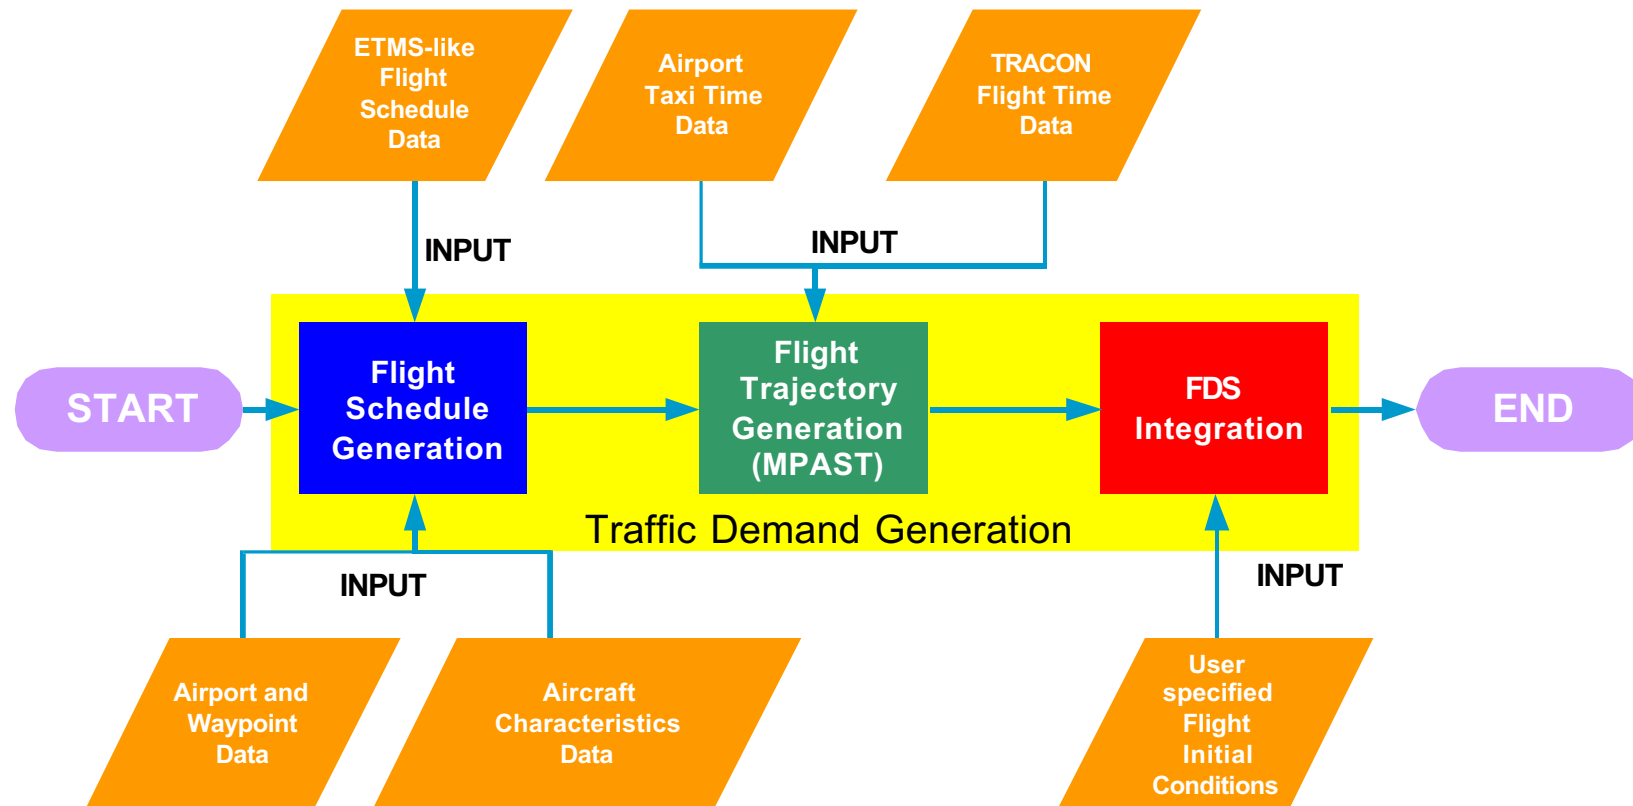 ETMS-like
Flight
Schedule
Data
Airport
Taxi Time
Data
TRACON
Flight Time
Data
INPUT
INPUT
START
Flight
Schedule
Generation
Flight
Trajectory
Generation
(MPAST)
FDS
Integration
END
Traffic Demand Generation
INPUT
INPUT
Airport and
Waypoint
Data
Aircraft
Characteristics
Data
User
specified
Flight
Initial
Conditions